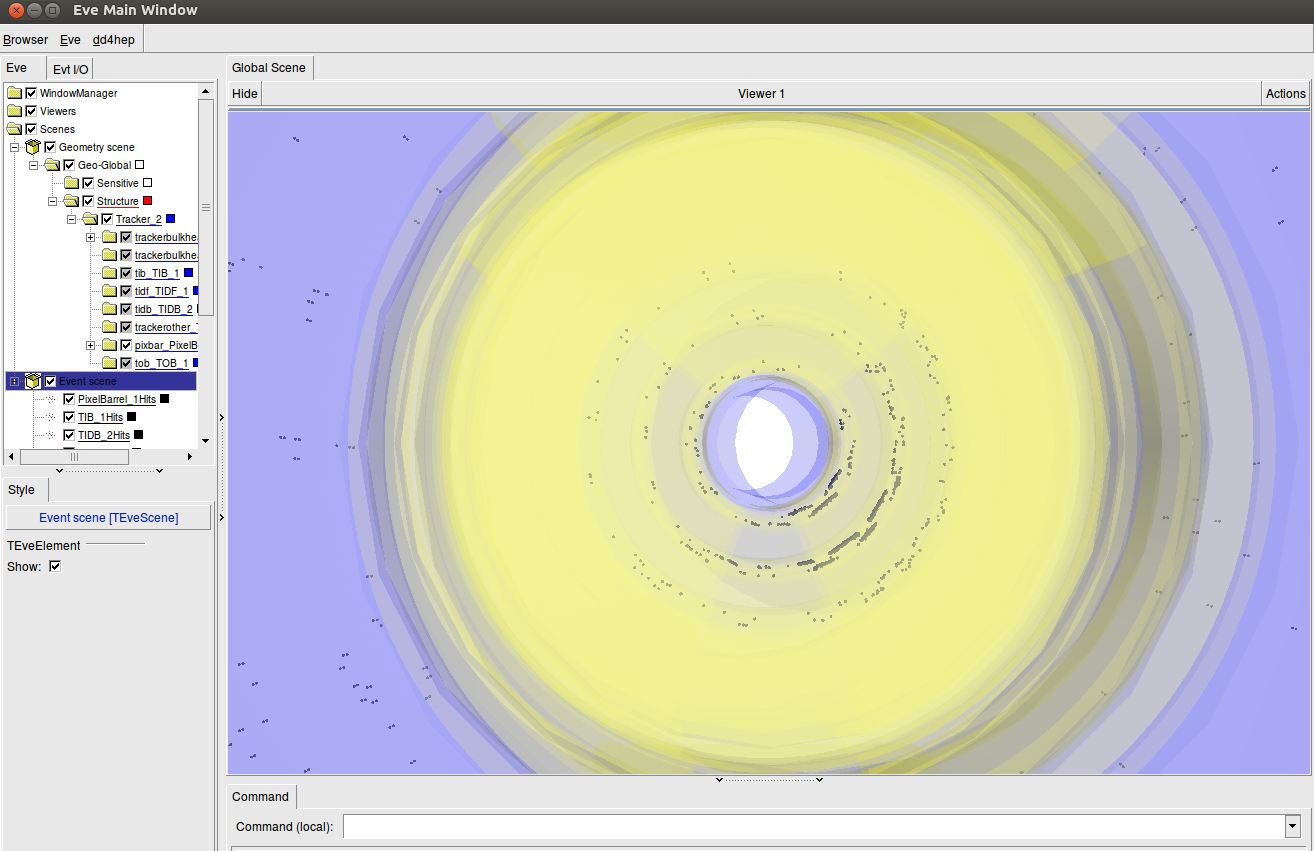 Eve Main Window
Browser Eve dd4hep
Eve Evt I/O
WindowManager
Viewers
Scenes
Geometry scene
Geo-Global
Sensitive
Structure
Tracker_2
trackerbulkhea
trackerbulkhea
tib_TIB_1
tidf_TIDF_1
tidb_TIDB_2
trackerother_
pixbar_PixelB
tob_TOB_1
Event scene
PixelBarrel_1Hits
TIB_1Hits
TIDB_2Hits
Style
Event scene [TEveScene]
TEveElement
Show:
Global Scene
Hide Viewer 1 Actions
Command
Command (local):